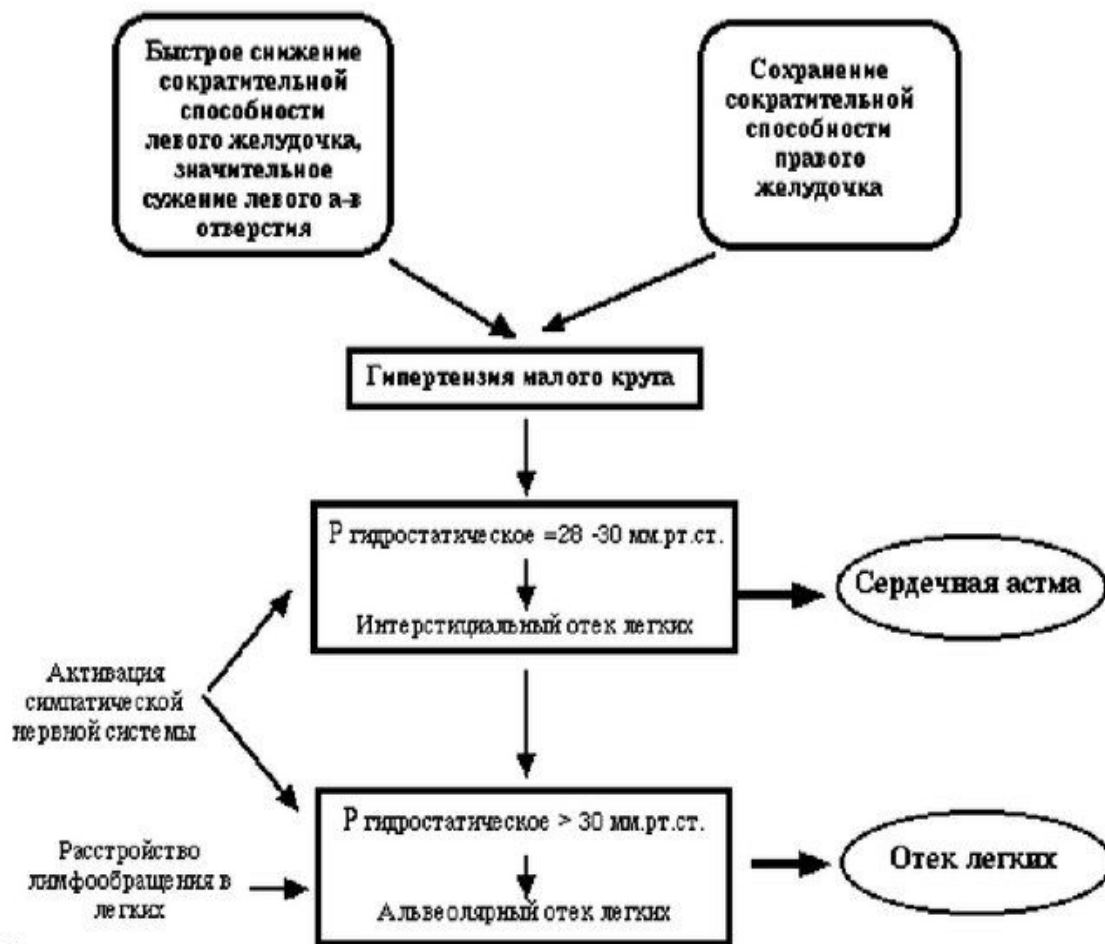 Быстрое снижение
сократительной
способности
левого желудочка,
значительное
сужение левого а-в
отверстия
Сохранение
сократительной
способности
правого
желудочка
Гипертензия малого круга
Р гидростатическое =28 -30 мм.рт.ст.
Интерстициальный отек легких
Сердечная астма
Активация
симпатической
нервной системы
Р гидростатическое > 30 мм.рт.ст.
Альвеолярный отек легких
Отек легких
Расстройство
лимфообращения в
легких